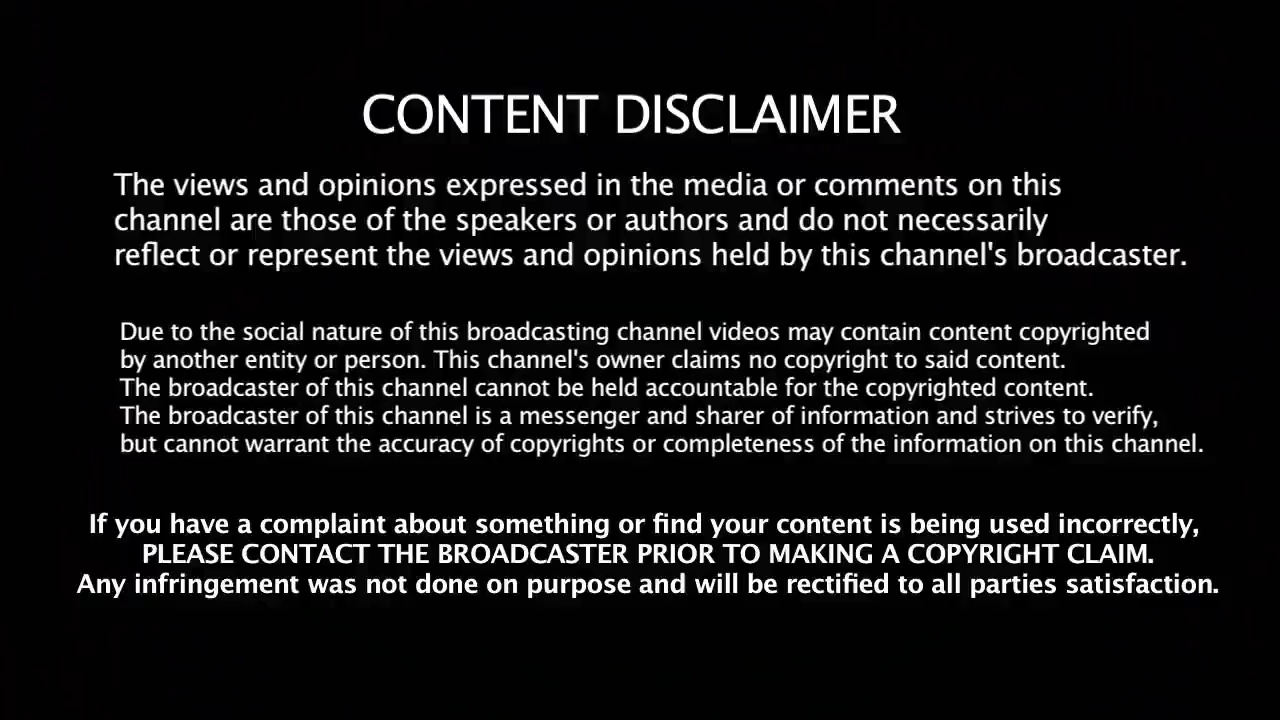 CONTENT DISCLAIMER
The views and opinions expressed in the media or comments on this
channel are those of the speakers or authors and do not necessarily
reflect or represent the views and opinions held by this channel's broadcaster.
Due to the social nature of this broadcasting channel videos may contain content copyrighted
by another entity or person. This channel's owner claims no copyright to said content.
The broadcaster of this channel cannot be held accountable for the copyrighted content.
The broadcaster of this channel is a messenger and sharer of information and strives to verify,
but cannot warrant the accuracy of copyrights or completeness of the information on this channel.
If you have a complaint about something or find your content is being used incorrectly,
PLEASE CONTACT THE BROADCASTER PRIOR TO MAKING A COPYRIGHT CLAIM.
Any infringement was not done on purpose and will be rectified to all parties satisfaction.